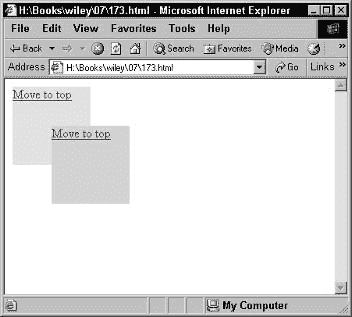 H:\Books\wiley\07\173.html - Microsoft Internet Explorer
File Edit View Favorites Tools Help
Back Search Favorites Media
Address H:\Books\wiley\07\173.html Go Links »
Move to top
Move to top
My Computer